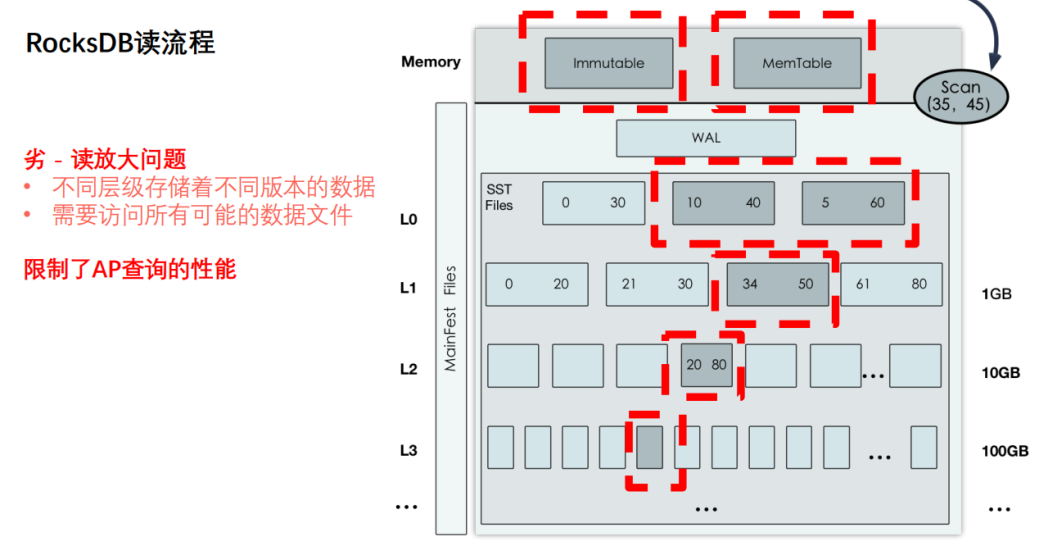 RocksDB读流程
劣 - 读放大问题
• 不同层级存储着不同版本的数据
• 需要访问所有可能的数据文件
限制了AP查询的性能
Memory
Immutable
MemTable
Scan
(35, 45)
WAL
MainFest Files
SST
Files
L0
0 30
10 40
5 60
L1
0 20
21 30
34 50
61 80
1GB
L2
20 80
...
10GB
L3
...
100GB
...
...
...